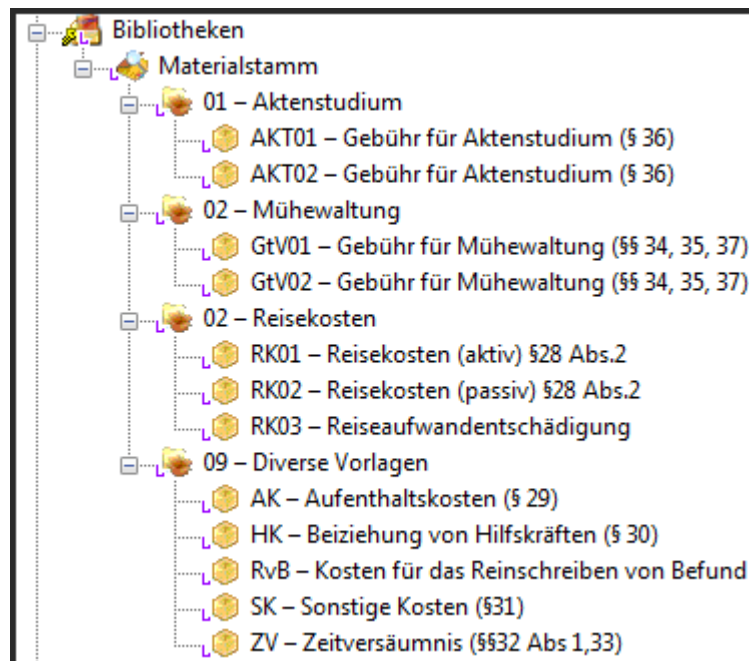 Bibliotheken
Materialstamm
01 – Aktenstudium
AKT01 – Gebühr für Aktenstudium (§ 36)
AKT02 – Gebühr für Aktenstudium (§ 36)
02 – Mühewaltung
GtV01 – Gebühr für Mühewaltung (§§ 34, 35, 37)
GtV02 – Gebühr für Mühewaltung (§§ 34, 35, 37)
02 – Reisekosten
RK01 – Reisekosten (aktiv) §28 Abs.2
RK02 – Reisekosten (passiv) §28 Abs.2
RK03 – Reiseaufwandentschädigung
09 – Diverse Vorlagen
AK – Aufenthaltskosten (§ 29)
HK – Beiziehung von Hilfskräften (§ 30)
RvB – Kosten für das Reinschreiben von Befund
SK – Sonstige Kosten (§31)
ZV – Zeitversäumnis (§§32 Abs 1,33)